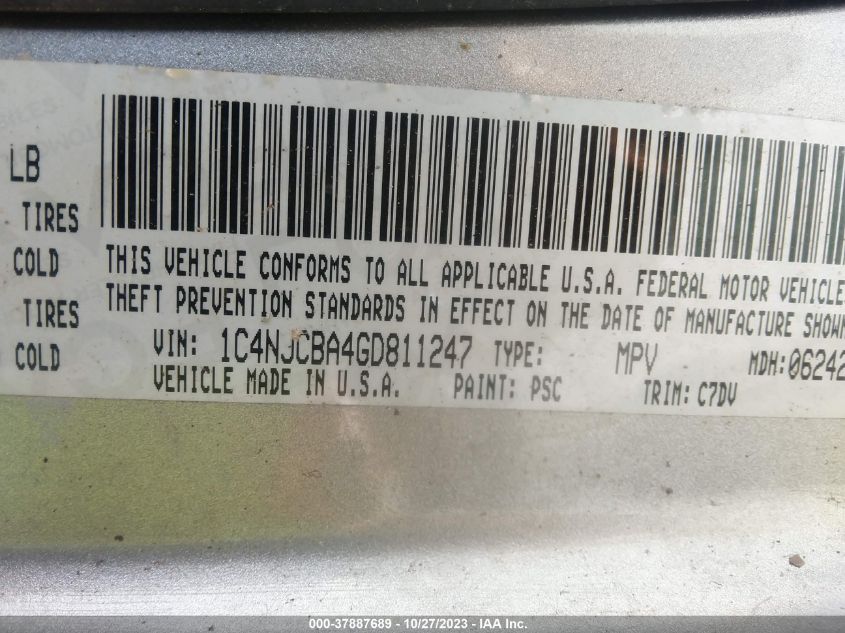 LB
TIRES
COLD
TIRES
COLD
THIS VEHICLE CONFORMS TO ALL APPLICABLE U.S.A. FEDERAL MOTOR VEHICLE
THEFT PREVENTION STANDARDS IN EFFECT ON THE DATE OF MANUFACTURE SHOWN
VIN: 1C4NJCBA4GD811247 TYPE: MPV MDH:06242
VEHICLE MADE IN U.S.A. PAINT: PSC TRIM: C7DV
000-37887689 - 10/27/2023 - IAA Inc.